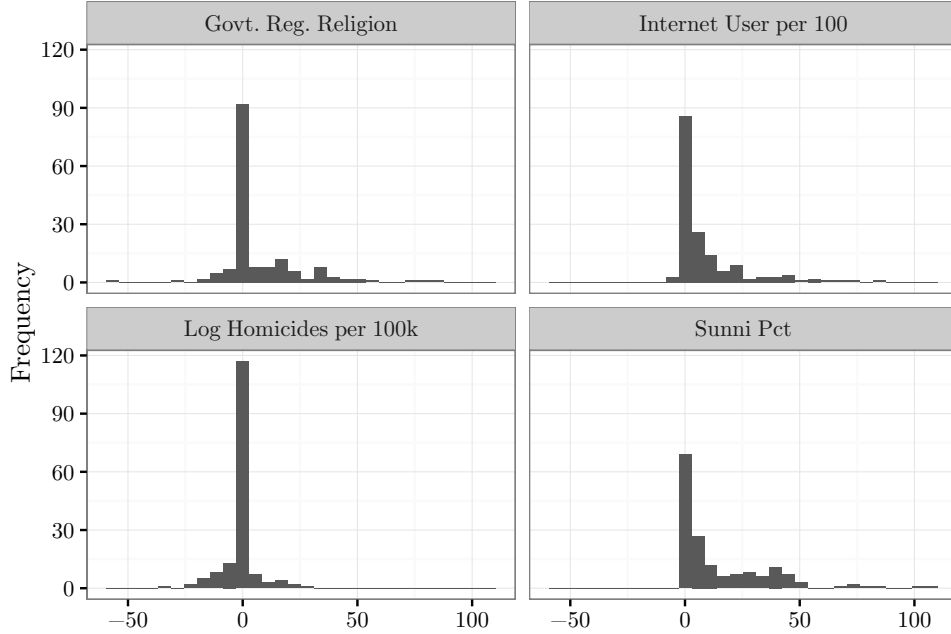 Govt. Reg. Religion
Internet User per 100
120
90
60
30
0
Frequency
Log Homicides per 100k
Sunni Pct
120
90
60
30
0
−50 0 50 100
−50 0 50 100